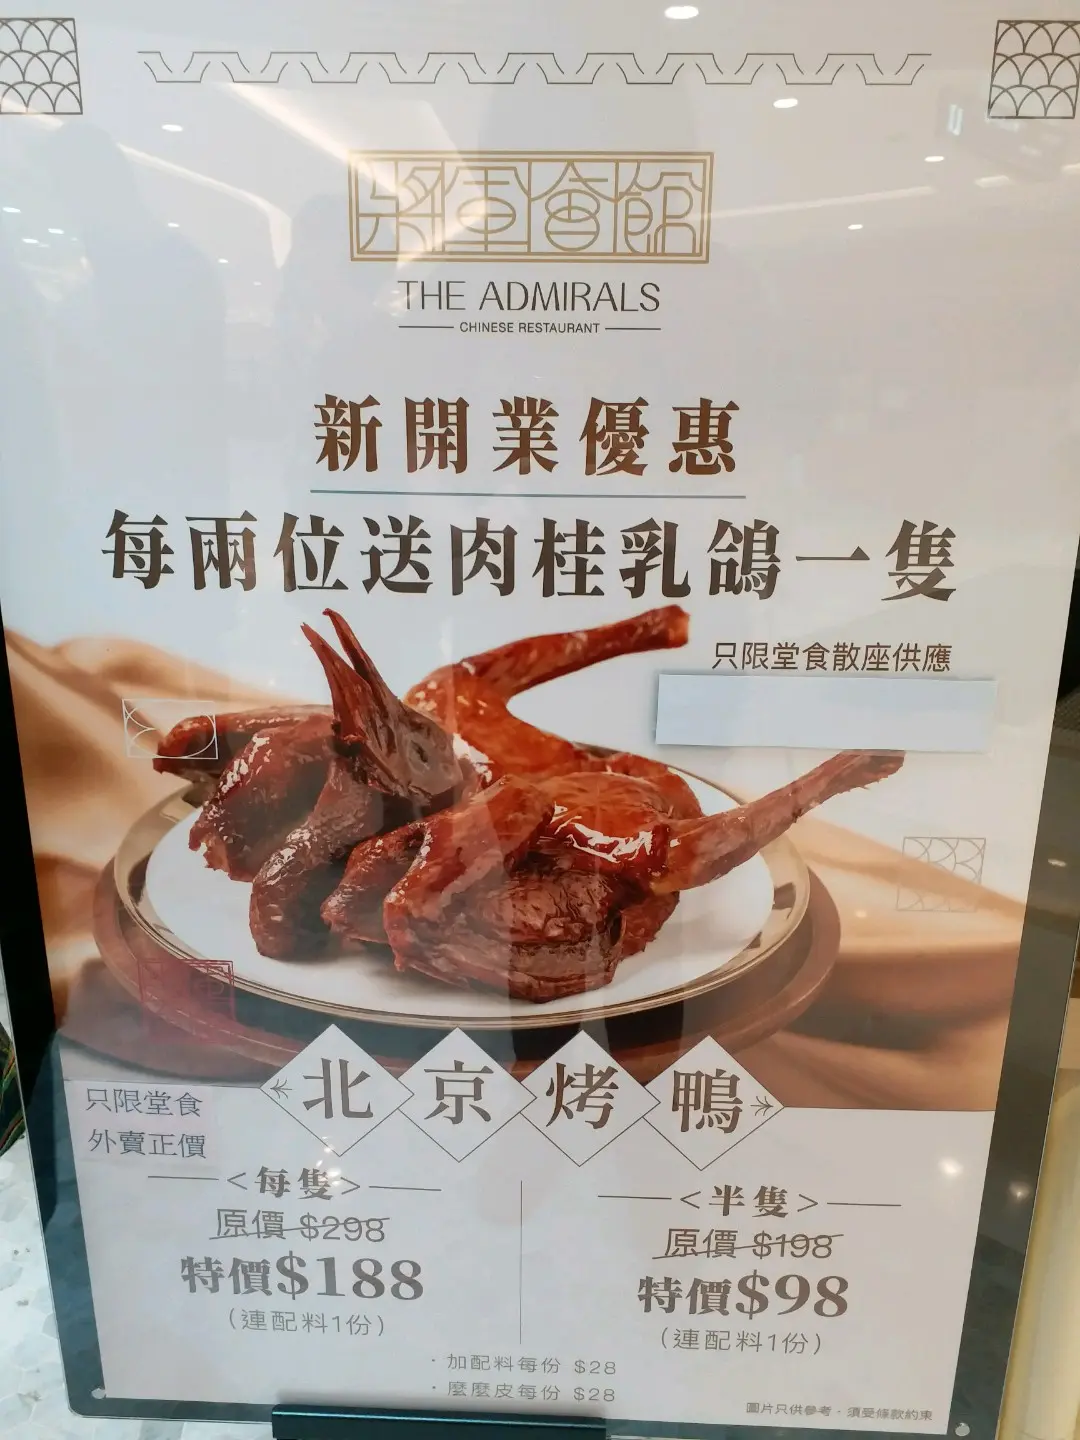 將軍會館
THE ADMIRALS
CHINESE RESTAURANT
新開業優惠
每兩位送肉桂乳鴿一隻
只限堂食散座供應
北京烤鴨
只限堂食
外賣正價
<每隻>
原價 $298
特價$188
(連配料1份)
<半隻>
原價 $198
特價$98
(連配料1份)
·加配料每份 $28
·麼麼皮每份 $28
圖片只供參考，須受條款約束